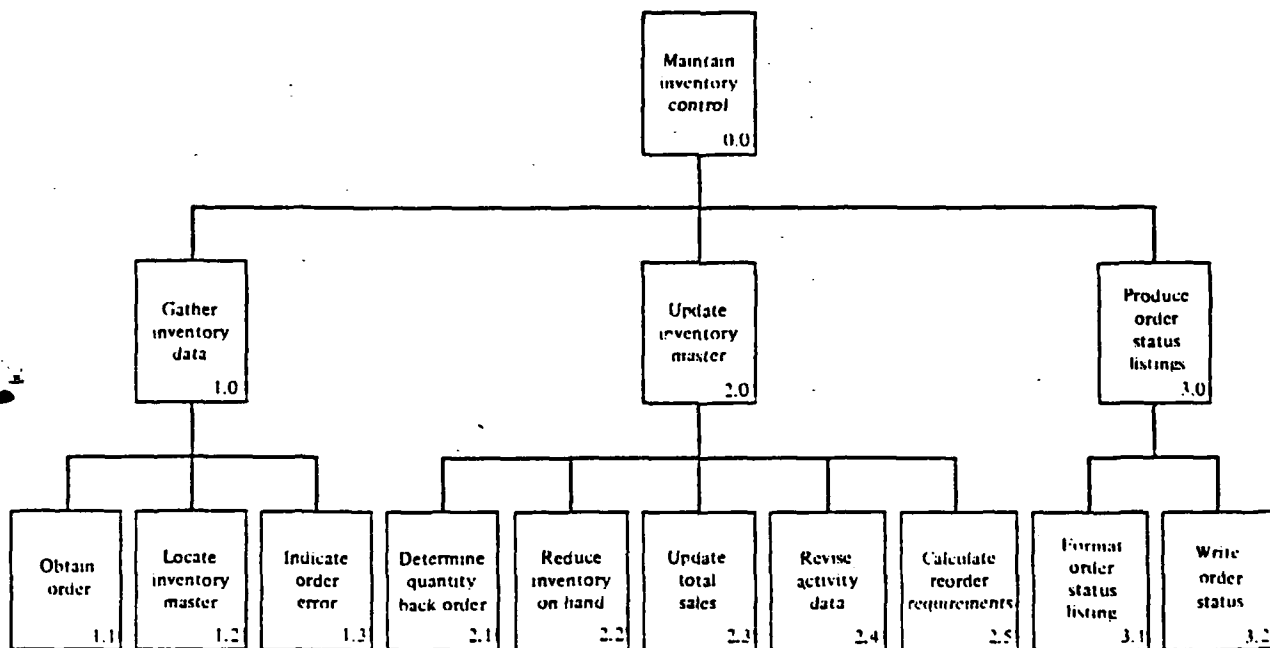 Maintain
inventory
control
0.0
Gather
inventory
data
1.0
Update
inventory
master
2.0
Produce
order
status
listings
3.0
Obtain
order
1.1
Locate
inventory
master
1.2
Indicate
order
error
1.3
Determine
quantity
back order
2.1
Reduce
inventory
on hand
2.2
Update
total
sales
2.3
Revise
activity
data
2.4
Calculate
reorder
requirements
2.5
Format
order
status
listing
3.1
Write
order
status
3.2